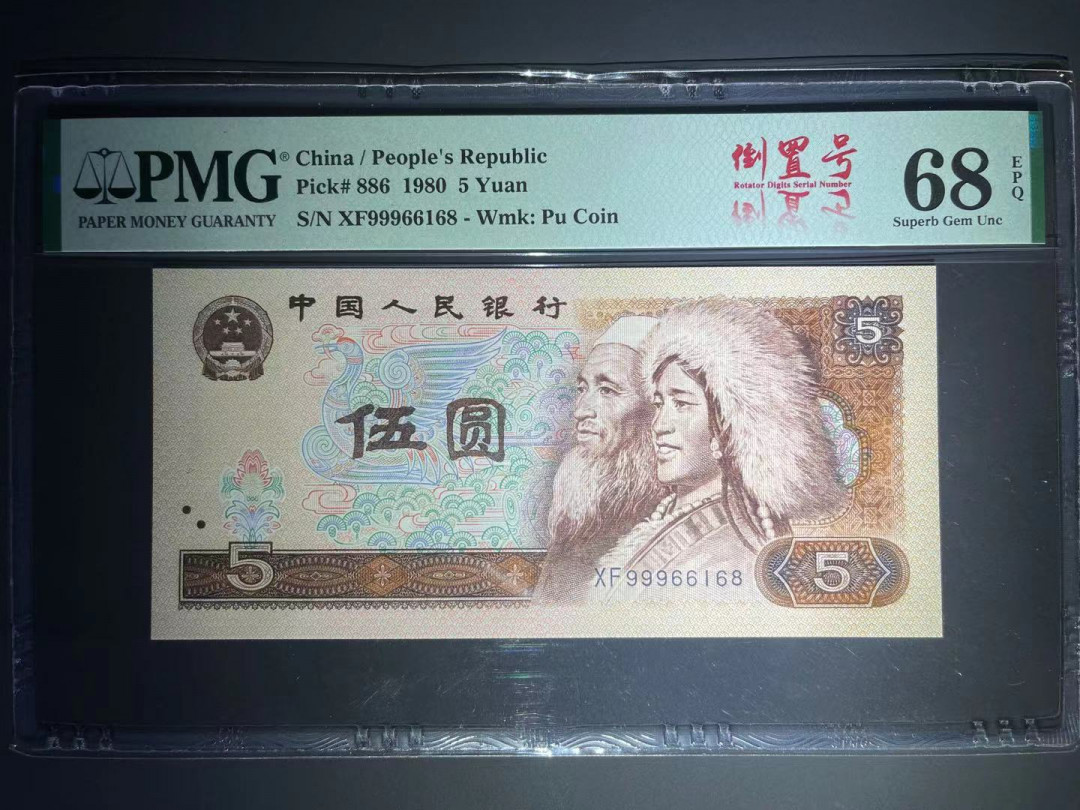 PMG®
PAPER MONEY GUARANTY
China / People's Republic
Pick# 886 1980 5 Yuan
S/N XF99966168 - Wmk: Pu Coin
倒置号
Rotator Digits Serial Number
68
EPQ
Superb Gem Unc
中国人民银行
5
伍圆
5
XF99966168
5